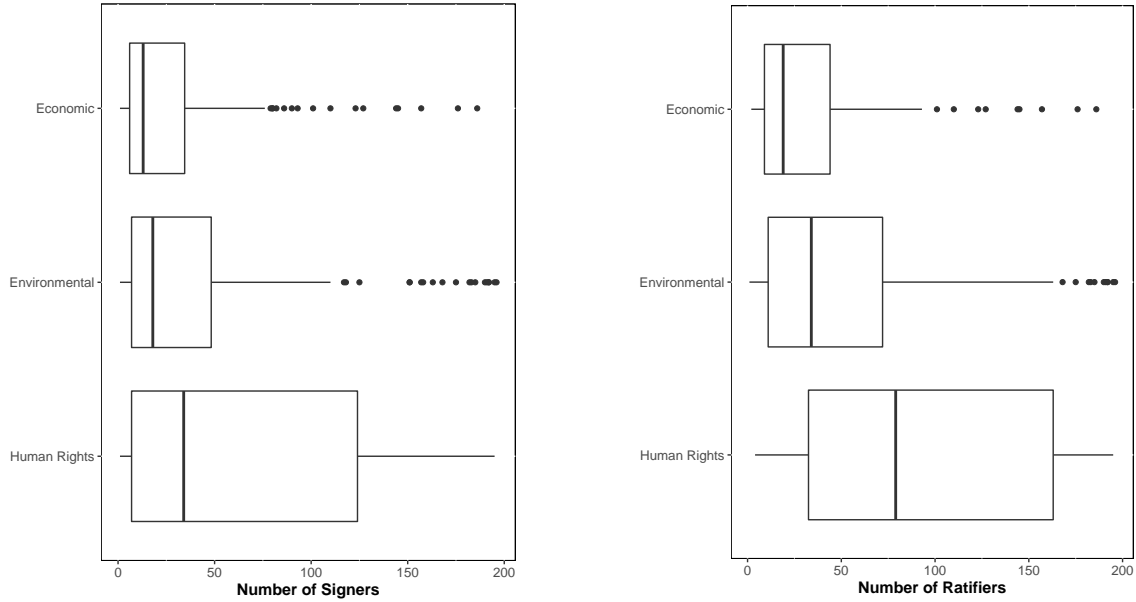 Economic
Environmental
Human Rights
0 50 100 150 200
Number of Signers
Economic
Environmental
Human Rights
0 50 100 150 200
Number of Ratifiers